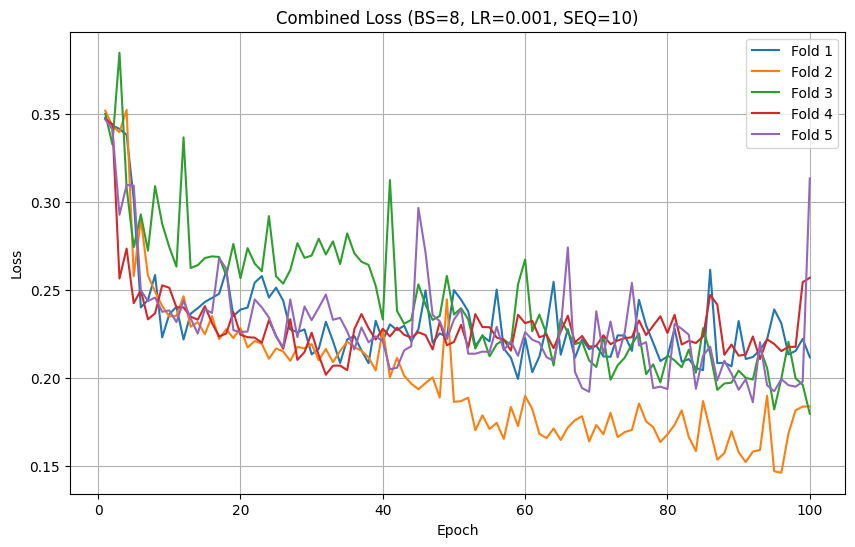 Combined Loss (BS=8, LR=0.001, SEQ=10)
Fold 1
Fold 2
Fold 3
Fold 4
Fold 5
Loss
0.35
0.30
0.25
0.20
0.15
0 20 40 60 80 100
Epoch